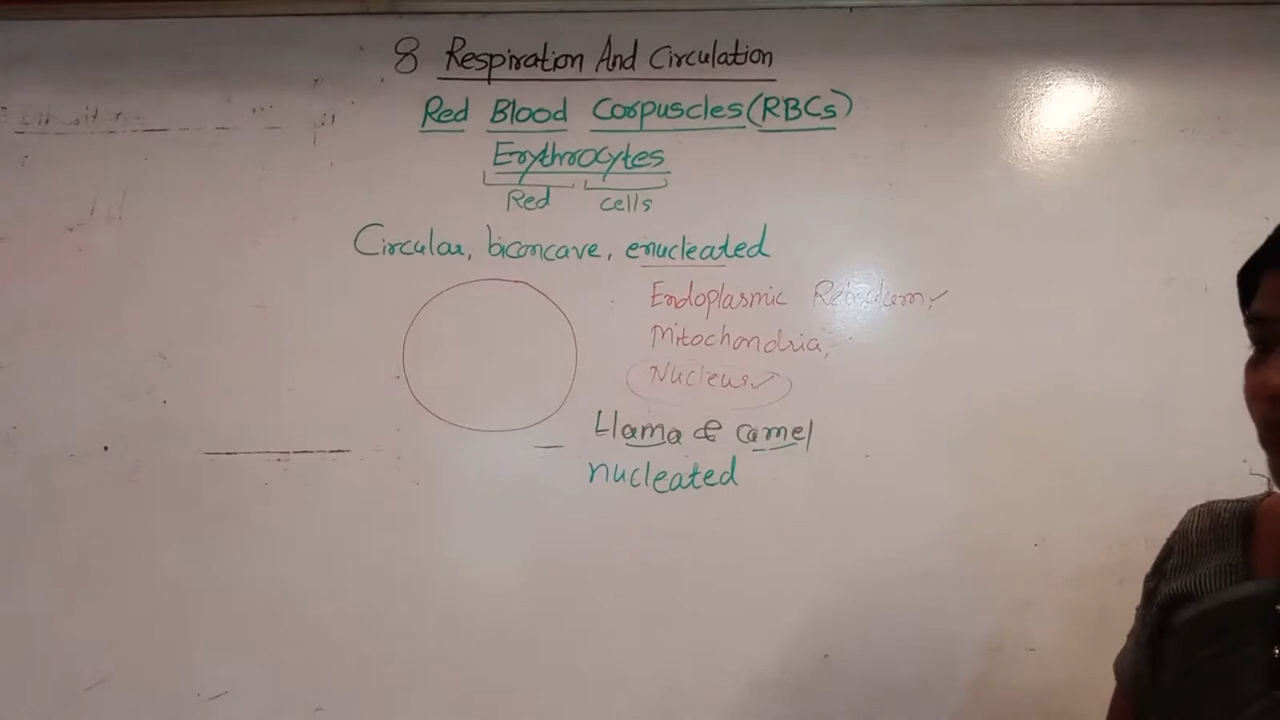 8 Respiration And Circulation
Red Blood Corpuscles (RBCs)
Erythrocytes
Red cells
Circular, biconcave, enucleated
Endoplasmic Reticulum,
Mitochondria,
Nucleus
Llama & camel
nucleated